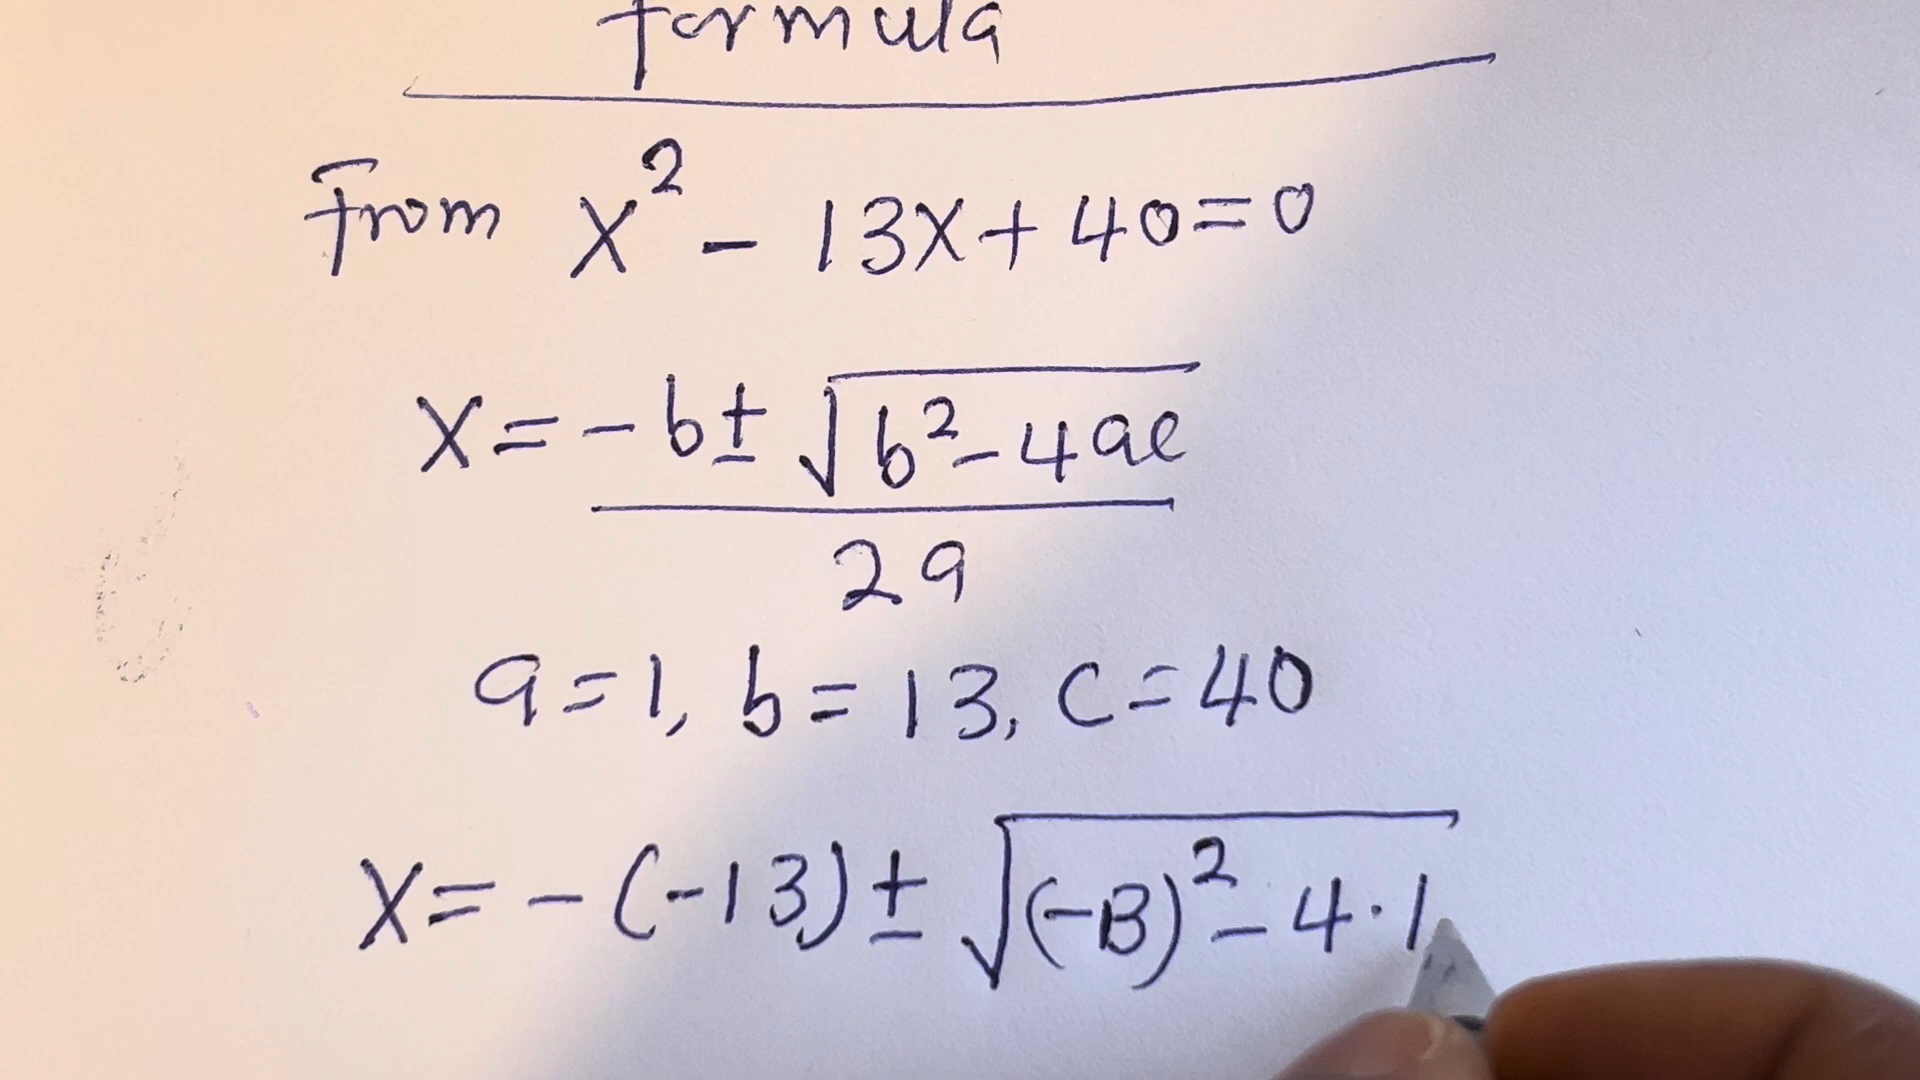 formula
From x² - 13x + 40 = 0
x = -b ± √(b² - 4ac)
2a
a = 1, b = 13, c = 40
x = -(-13) ± √(-13)² - 4·1